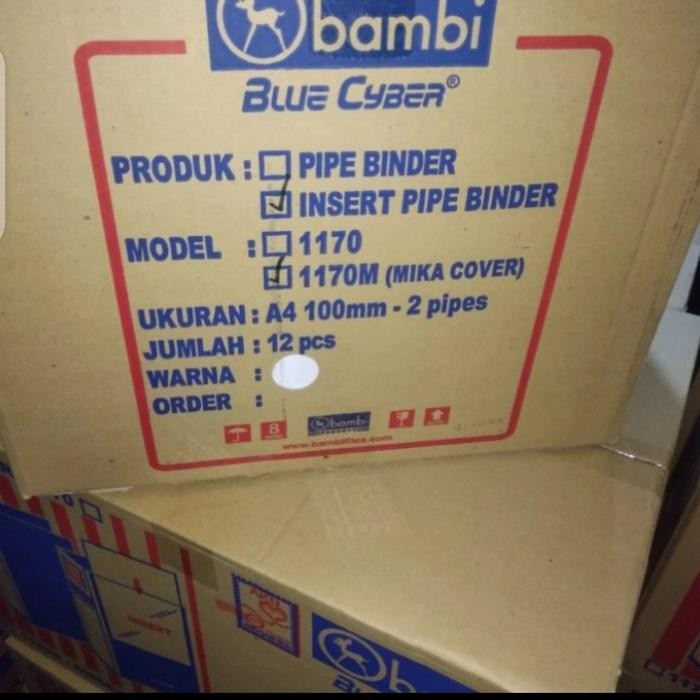 bambi
BLUE CYBER®
PRODUK : PIPE BINDER
INSERT PIPE BINDER
MODEL : 1170
1170M (MIKA COVER)
UKURAN : A4 100mm - 2 pipes
JUMLAH : 12 pcs
WARNA :
ORDER :
8
bambi
www.bambifiles.com
INSERT
INDONESIA
b